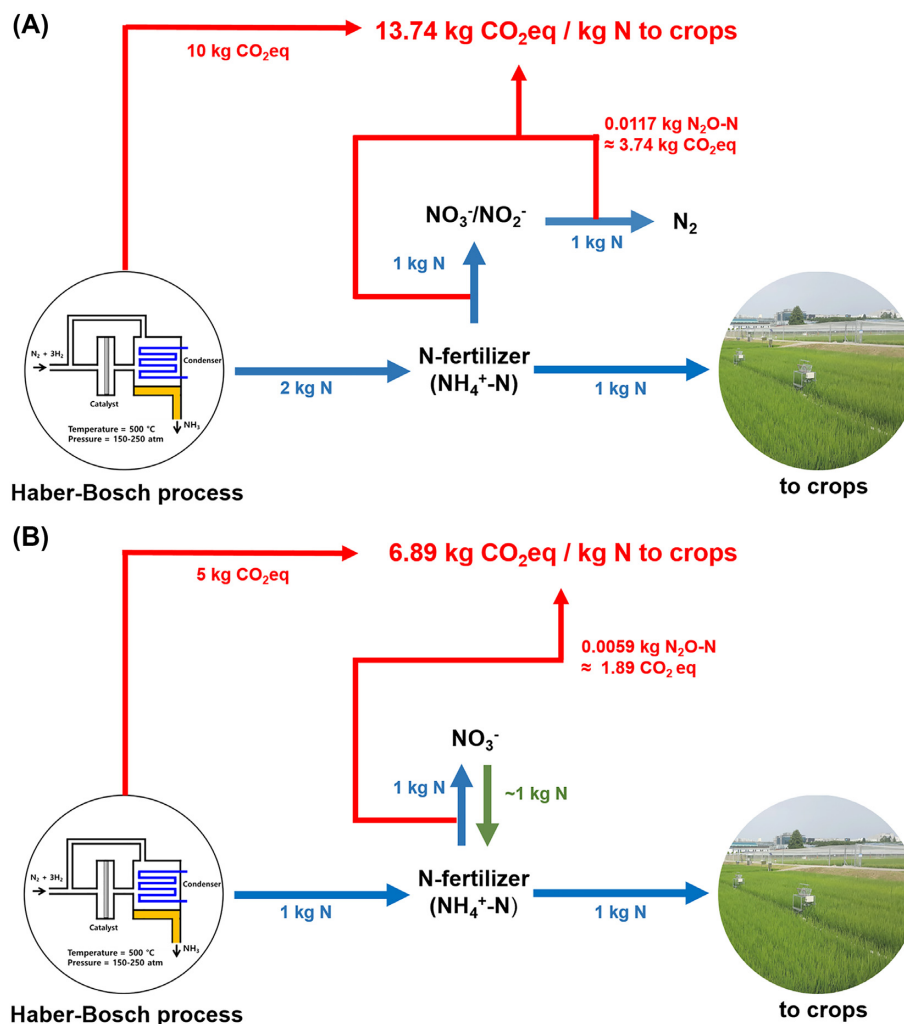 (A)
13.74 kg CO₂eq / kg N to crops
10 kg CO₂eq
0.0117 kg N₂O-N
≈ 3.74 kg CO₂eq
NO₃⁻/NO₂⁻
N₂
1 kg N
1 kg N
N₂ + 3H₂
Condenser
Catalyst
NH₃
Temperature = 500 °C
Pressure = 150-250 atm
2 kg N
N-fertilizer
(NH₄⁺-N)
1 kg N
Haber-Bosch process
to crops
(B)
6.89 kg CO₂eq / kg N to crops
5 kg CO₂eq
0.0059 kg N₂O-N
≈ 1.89 CO₂ eq
NO₃⁻
1 kg N
~1 kg N
N₂ + 3H₂
Condenser
Catalyst
NH₃
Temperature = 500 °C
Pressure = 150-250 atm
1 kg N
N-fertilizer
(NH₄⁺-N)
1 kg N
Haber-Bosch process
to crops